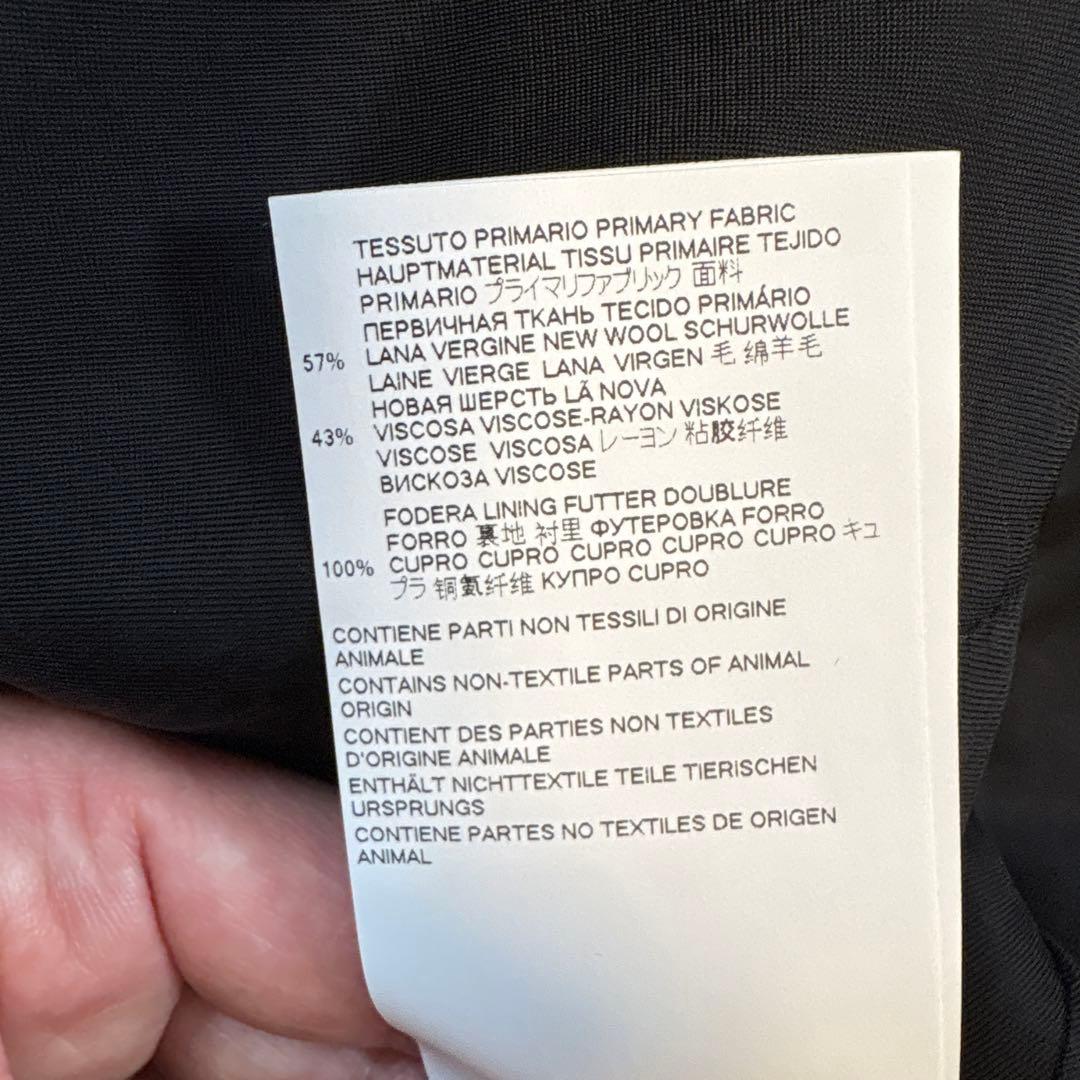 TESSUTO PRIMARIO PRIMARY FABRIC
HAUPTMATERIAL TISSU PRIMAIRE TEJIDO
PRIMARIO プライマリファブリック 面料
ПЕРВИЧНАЯ ТКАНЬ TECIDO PRIMÁRIO
57% LANA VERGINE NEW WOOL SCHURWOLLE
LAINE VIERGE LANA VIRGEN 毛 绵羊毛
НОВАЯ ШЕРСТЬ LÃ NOVA
43% VISCOSA VISCOSE-RAYON VISKOSE
VISCOSE VISCOSA レーヨン 粘胶纤维
ВИСКОЗА VISCOSE
FODERA LINING FUTTER DOUBLURE
FORRO 裏地 衬里 ФУТЕРОВКА FORRO
100% CUPRO CUPRO CUPRO CUPRO CUPRO キュ
プラ 铜氨纤维 КУПРО CUPRO
CONTIENE PARTI NON TESSILI DI ORIGINE
ANIMALE
CONTAINS NON-TEXTILE PARTS OF ANIMAL
ORIGIN
CONTIENT DES PARTIES NON TEXTILES
D'ORIGINE ANIMALE
ENTHÄLT NICHTTEXTILE TEILE TIERISCHEN
URSPRUNGS
CONTIENE PARTES NO TEXTILES DE ORIGEN
ANIMAL